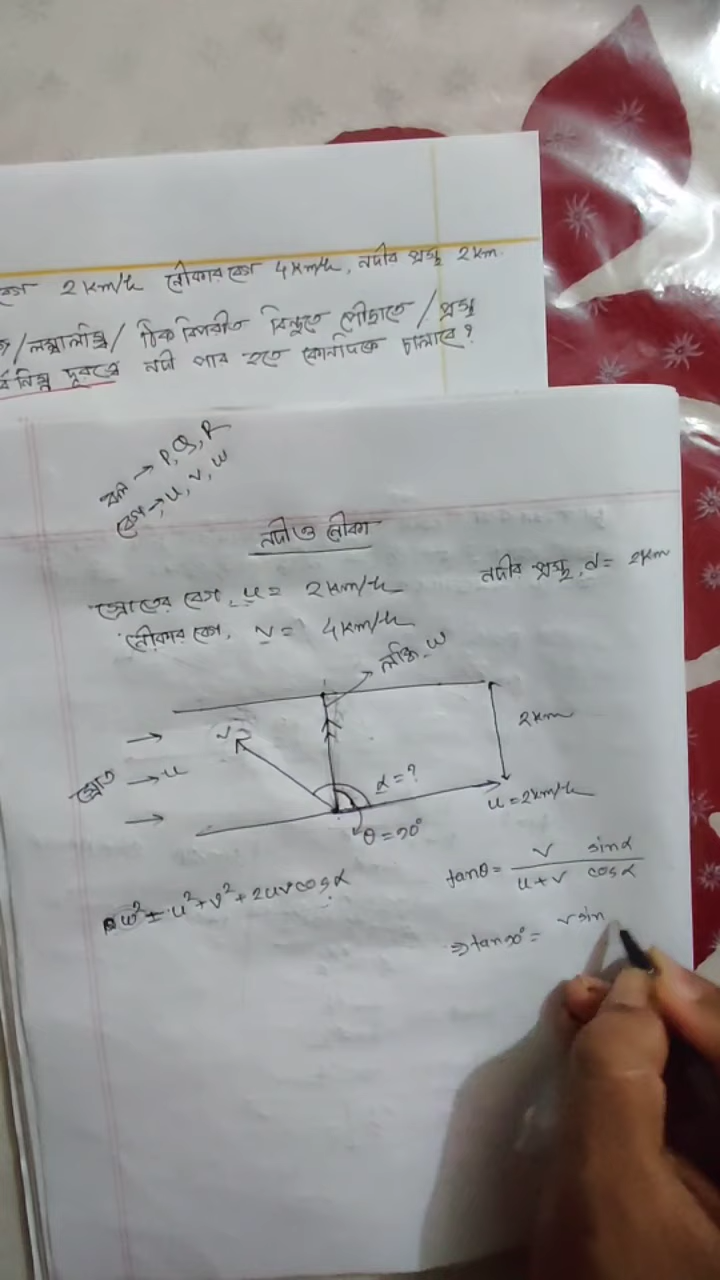 2 km/h নৌকার বেগ 4 km/h, নদীর প্রস্থ 2 km.
/লম্বালম্বি/ ঠিক বিপরীত বিন্দুতে পৌঁছাতে / প্রস্থ
নিম্ন দূরত্বে নদী পার হতে কোনদিকে চালাবে?
বল → P, Q, R
বেগ → u, v, w
নদী ও নৌকা
স্রোতের বেগ, u = 2 km/h
নদীর প্রস্থ, d = 2 km
নৌকার বেগ, v = 4 km/h
লব্ধি, w
v
2 km
স্রোত → u
α = ?
u = 2 km/h
θ = 90°
w² = u² + v² + 2uv cos α
tan θ = v sin α / u + v cos α
⇒ tan 90° = v sin